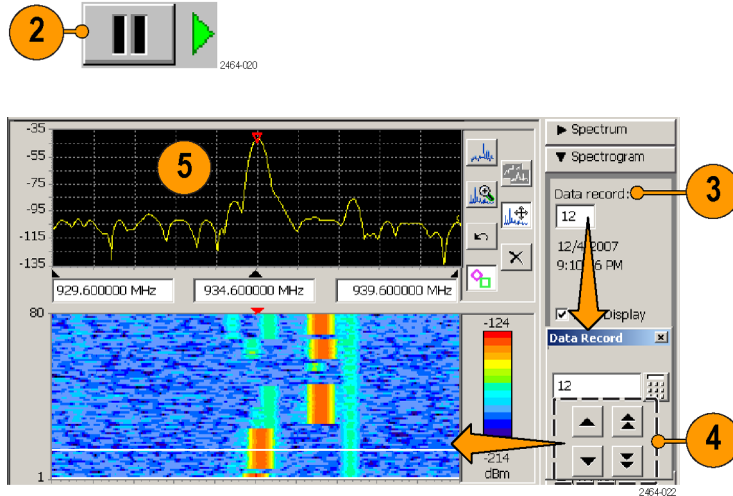 2
2464-020
-35
-55
-75
-95
-115
-135
5
Spectrum
Spectrogram
Data record:
3
12
12/4/2007
9:10 6 PM
Display
929.600000 MHz
934.600000 MHz
939.600000 MHz
80
1
-124
-214
dBm
Data Record
12
4
2464-022